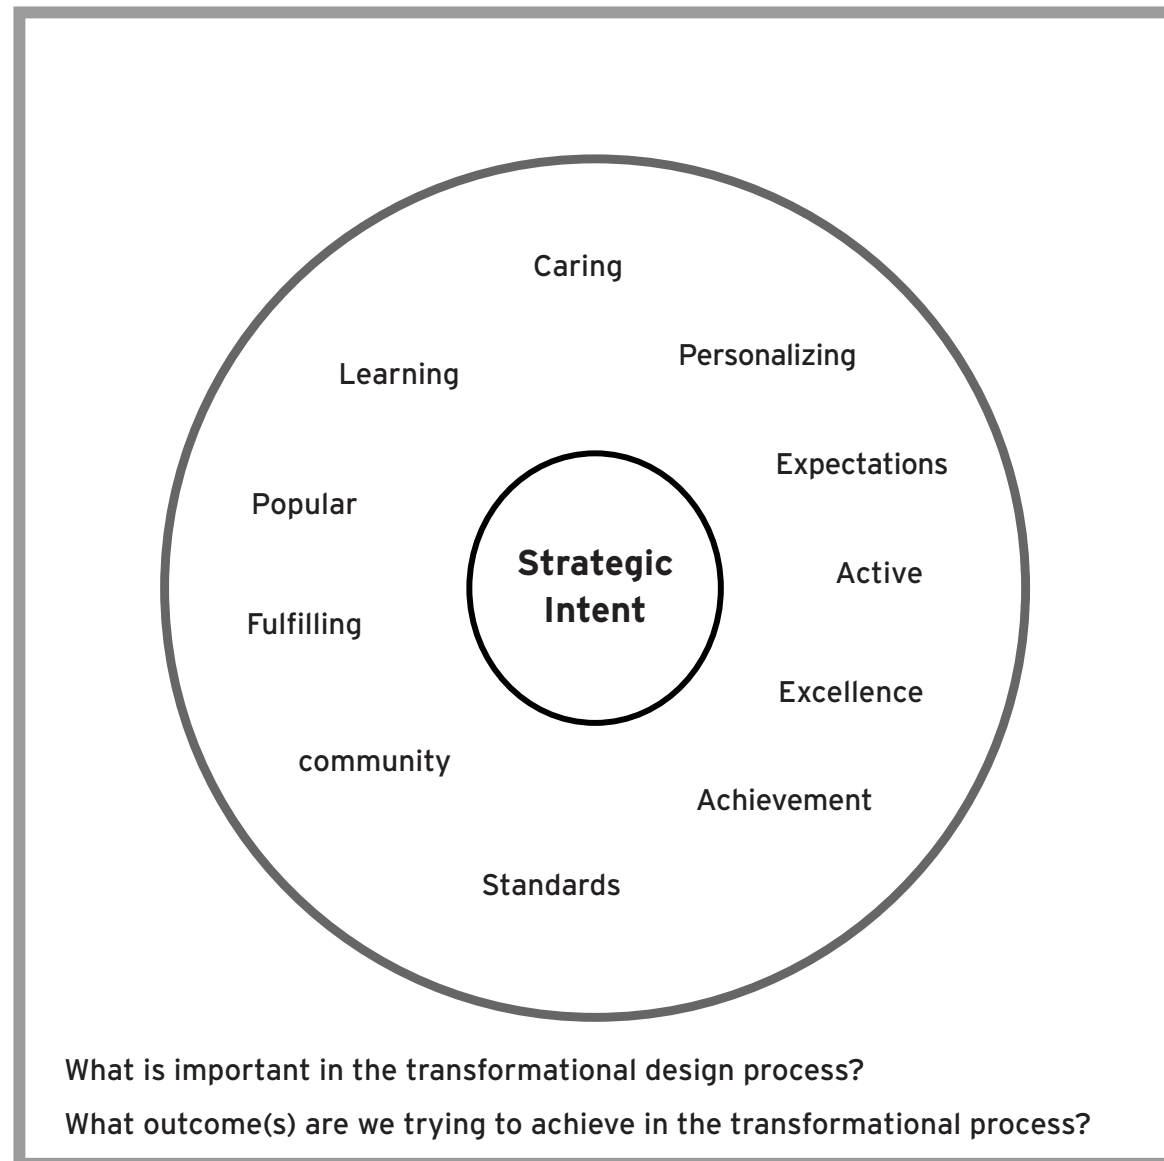 Caring
Personalizing
Learning
Expectations
Popular
Strategic
Intent
Active
Fulfilling
Excellence
community
Achievement
Standards
What is important in the transformational design process?
What outcome(s) are we trying to achieve in the transformational process?